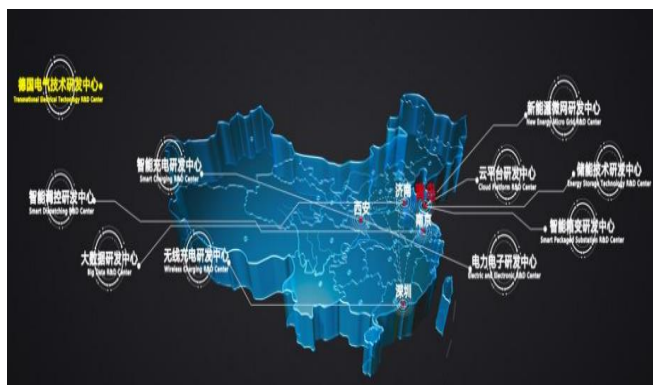 德国电气技术研发中心
Transnational Electrical Technology R&D Center
新能源微网研发中心
New Energy Micro Grid R&D Center
智能充电研发中心
Smart Charging R&D Center
云平台研发中心
Cloud Platform R&D Center
储能技术研发中心
Energy Storage Technology R&D Center
智能调控研发中心
Smart Dispatching R&D Center
济南
青岛
西安
南京
智能箱变研发中心
Smart Packaged Substation R&D Center
大数据研发中心
Big Data R&D Center
无线充电研发中心
Wireless Charging R&D Center
电力电子研发中心
Electric and Electronic R&D Center
深圳